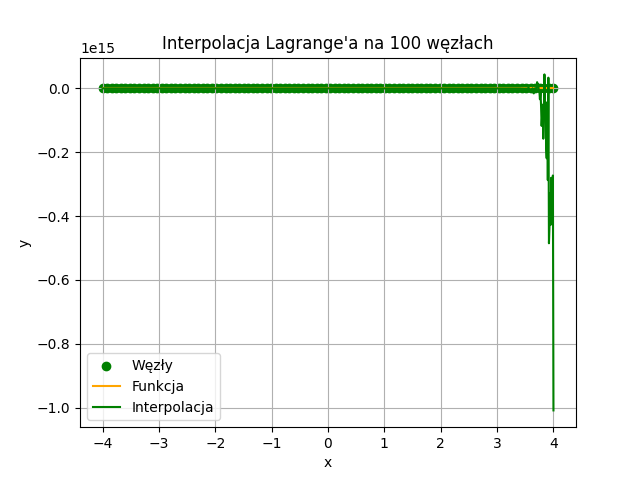 Interpolacja Lagrange'a na 100 węzłach
1e15
0.0
−0.2
−0.4
−0.6
−0.8
−1.0
y
Węzły
Funkcja
Interpolacja
−4 −3 −2 −1 0 1 2 3 4
x